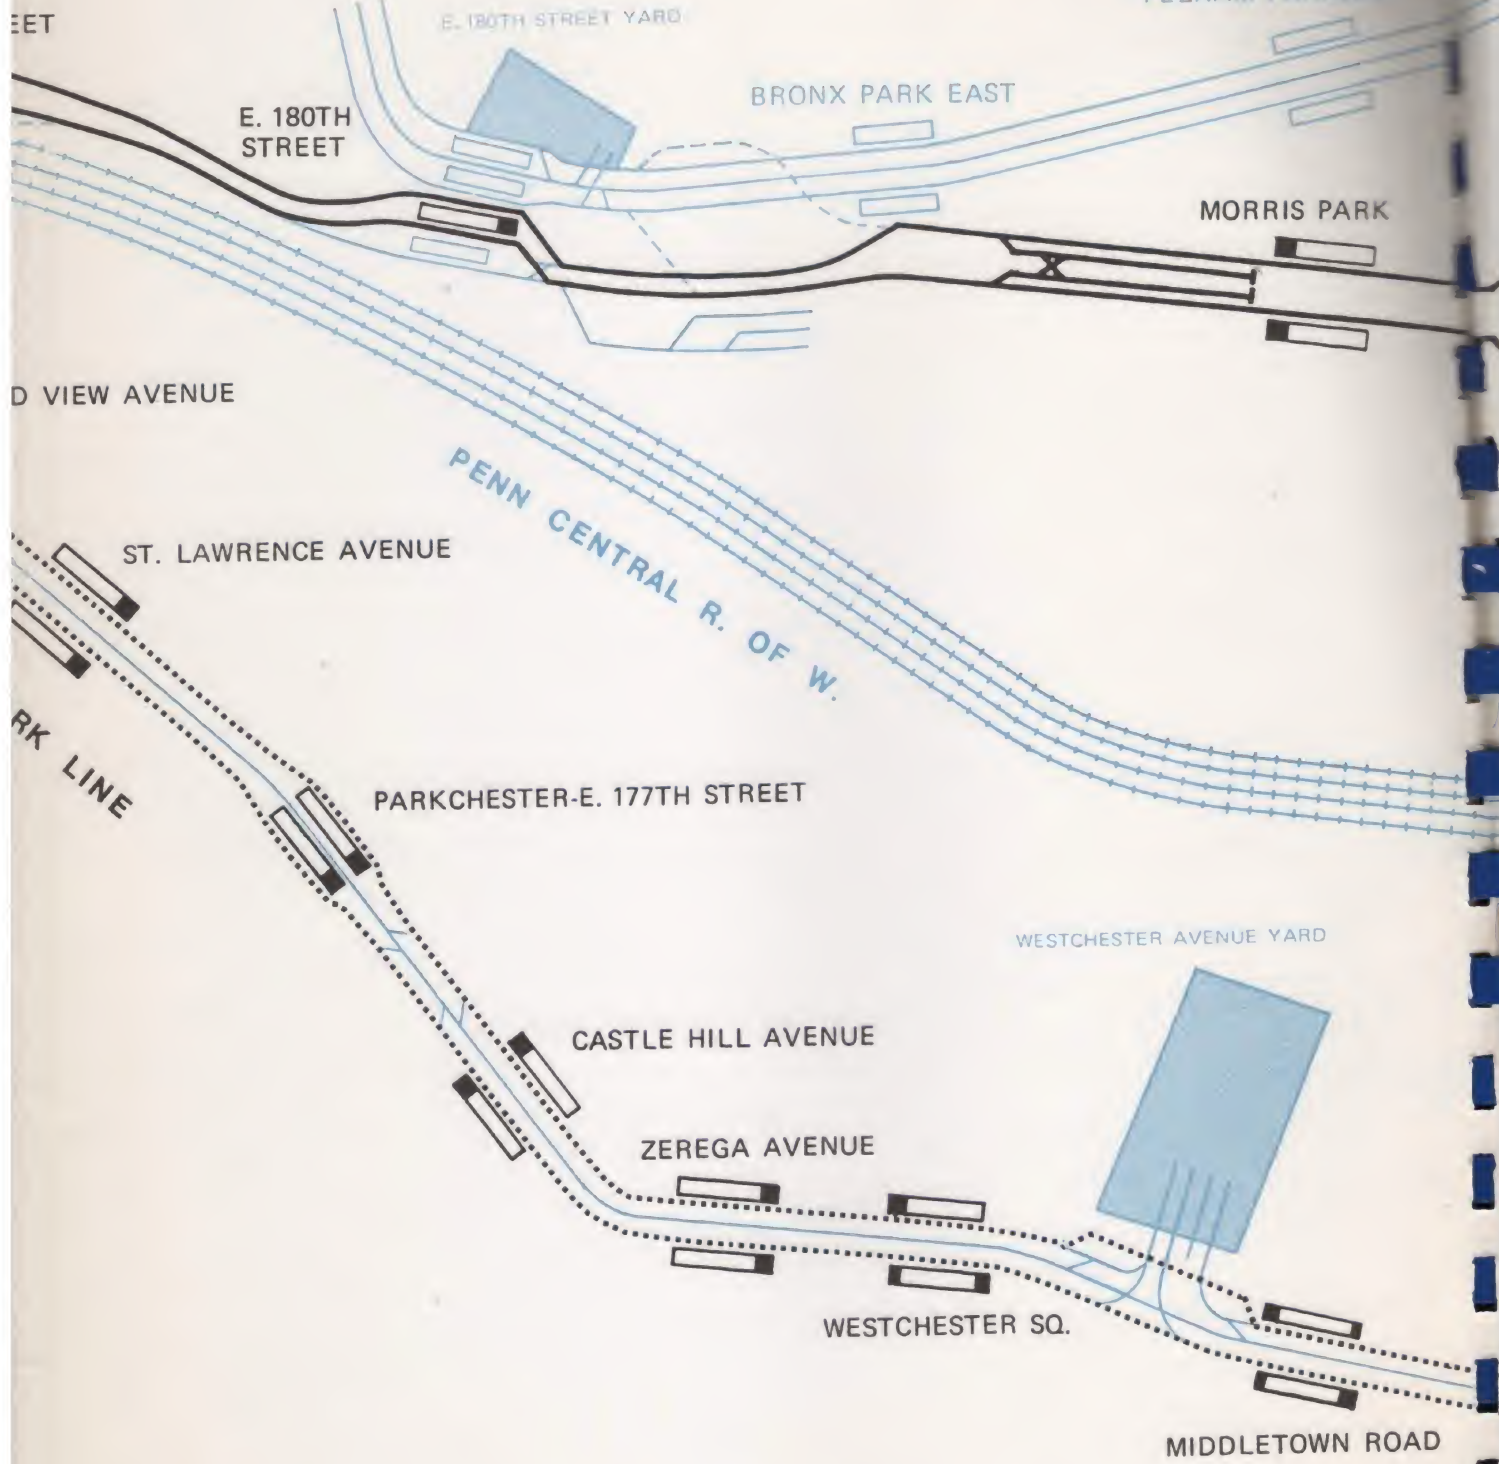 E. 180TH STREET YARD
BRONX PARK EAST
E. 180TH
STREET
MORRIS PARK
D VIEW AVENUE
PENN CENTRAL R. OF W.
ST. LAWRENCE AVENUE
RK LINE
PARKCHESTER-E. 177TH STREET
WESTCHESTER AVENUE YARD
CASTLE HILL AVENUE
ZEREGA AVENUE
WESTCHESTER SQ.
MIDDLETOWN ROAD